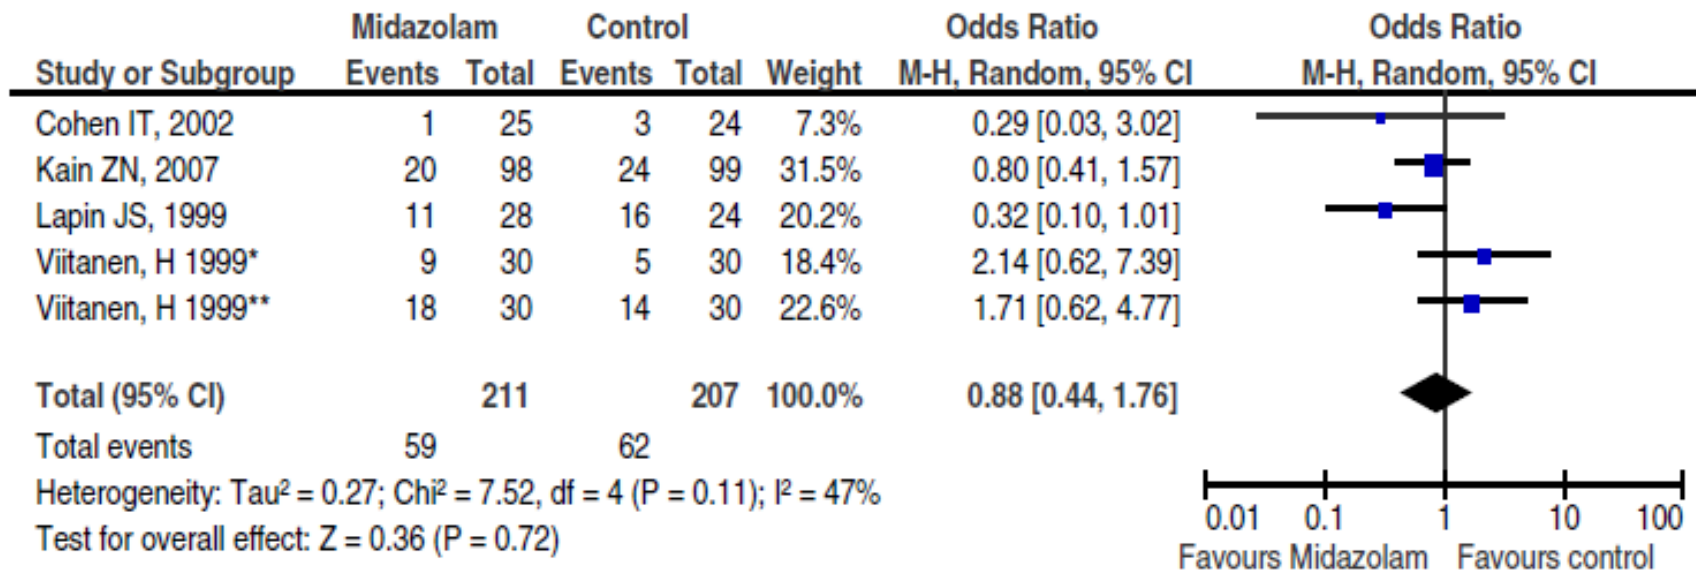 Midazolam Control Odds Ratio Odds Ratio
Study or Subgroup Events Total Events Total Weight M-H, Random, 95% CI M-H, Random, 95% CI
Cohen IT, 2002 1 25 3 24 7.3% 0.29 [0.03, 3.02]
Kain ZN, 2007 20 98 24 99 31.5% 0.80 [0.41, 1.57]
Lapin JS, 1999 11 28 16 24 20.2% 0.32 [0.10, 1.01]
Viitanen, H 1999* 9 30 5 30 18.4% 2.14 [0.62, 7.39]
Viitanen, H 1999** 18 30 14 30 22.6% 1.71 [0.62, 4.77]
Total (95% CI) 211 207 100.0% 0.88 [0.44, 1.76]
Total events 59 62
Heterogeneity: Tau² = 0.27; Chi² = 7.52, df = 4 (P = 0.11); I² = 47%
Test for overall effect: Z = 0.36 (P = 0.72)
0.01 0.1 1 10 100
Favours Midazolam Favours control